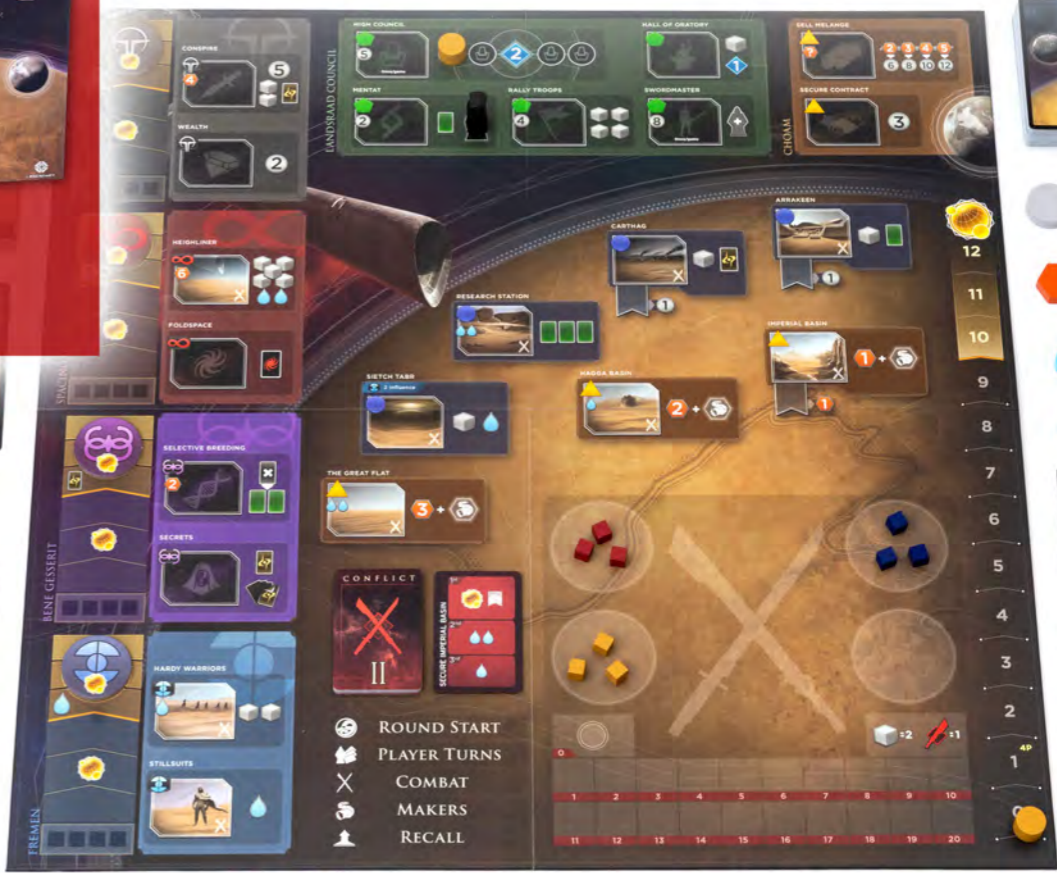 CONSPIRE
4
5
WEALTH
2
LANDSRAAD COUNCIL
HIGH COUNCIL
5
2
HALL OF ORATORY
1
MENTAT
2
RALLY TROOPS
4
SWORDMASTER
8
+
CHOAM
SELL MELANGE
?
2 3 4 5
6 8 10 12
SECURE CONTRACT
3
HEIGHLINER
6
FOLDSPACE
ARRAKEEN
1
CARTHAG
1
RESEARCH STATION
IMPERIAL BASIN
1 +
1
SIETCH TABR
2 Influence
HAGGA BASIN
2 +
THE GREAT FLAT
3 +
BENE GESSERIT
SELECTIVE BREEDING
2
SECRETS
FREMEN
HARDY WARRIORS
STILLSUITS
CONFLICT
II
SECURE IMPERIAL BASIN
1st
2nd
3rd
ROUND START
PLAYER TURNS
COMBAT
MAKERS
RECALL
=2
=1
0
1 2 3 4 5 6 7 8 9 10
11 12 13 14 15 16 17 18 19 20
12
11
10
9
8
7
6
5
4
3
2
4P
1